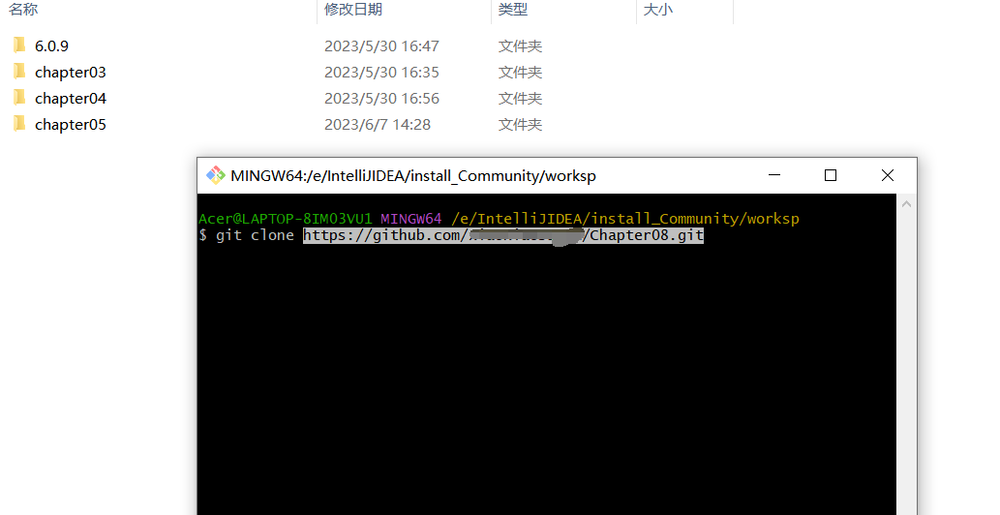 名称 修改日期 类型 大小
6.0.9 2023/5/30 16:47 文件夹
chapter03 2023/5/30 16:35 文件夹
chapter04 2023/5/30 16:56 文件夹
chapter05 2023/6/7 14:28 文件夹
MINGW64:/e/IntelliJIDEA/install_Community/worksp
Acer@LAPTOP-8IMO3VU1 MINGW64 /e/IntelliJIDEA/install_Community/worksp
$ git clone https://github.com/ /Chapter08.git